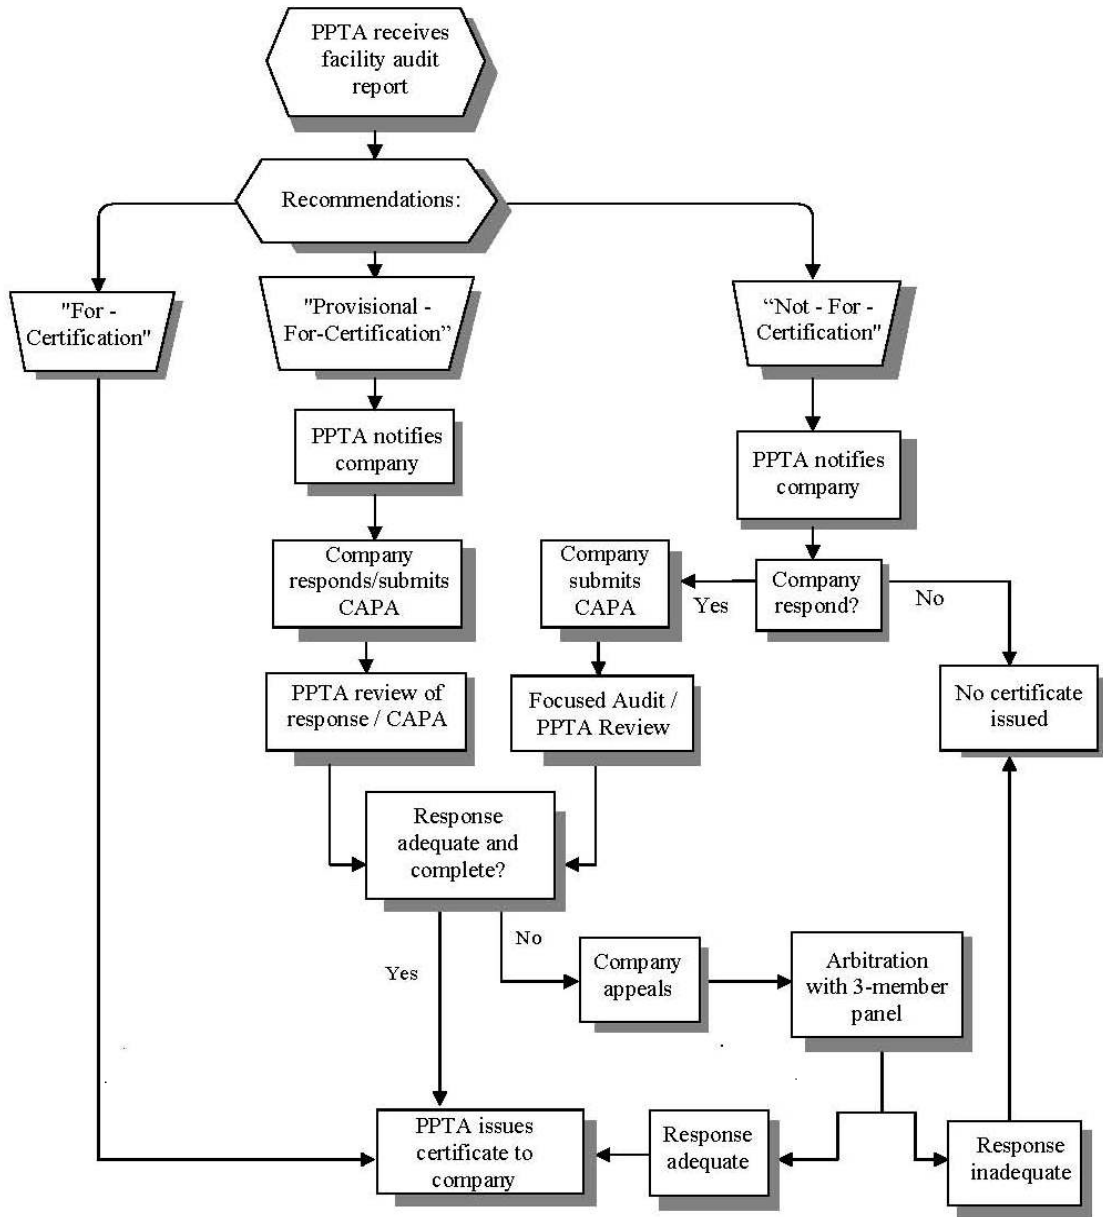 PPTA receives
facility audit
report
Recommendations:
"For -
Certification"
"Provisional -
For-Certification”
“Not - For -
Certification"
PPTA notifies
company
PPTA notifies
company
Company
responds/submits
CAPA
Company
submits
CAPA
Yes
Company
respond?
No
PPTA review of
response / CAPA
Focused Audit /
PPTA Review
No certificate
issued
Response
adequate and
complete?
No
Yes
Company
appeals
Arbitration
with 3-member
panel
PPTA issues
certificate to
company
Response
adequate
Response
inadequate